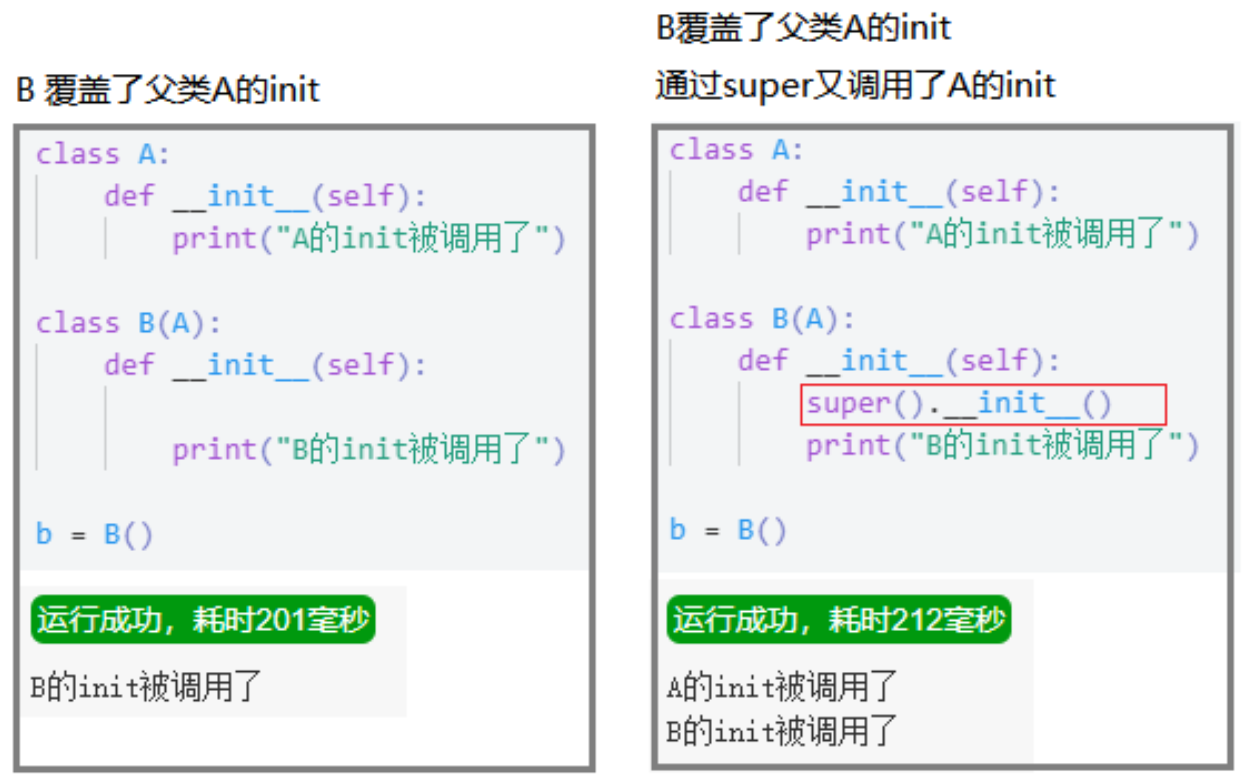 B 覆盖了父类A的init
class A:
    def __init__(self):
        print("A的init被调用了")
class B(A):
    def __init__(self):
        print("B的init被调用了")
b = B()
运行成功，耗时201毫秒
B的init被调用了
B覆盖了父类A的init
通过super又调用了A的init
class A:
    def __init__(self):
        print("A的init被调用了")
class B(A):
    def __init__(self):
        super().__init__()
        print("B的init被调用了")
b = B()
运行成功，耗时212毫秒
A的init被调用了
B的init被调用了